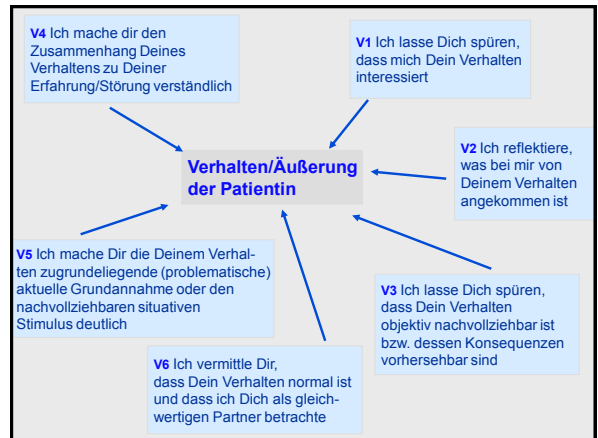 V4 Ich mache dir den
Zusammenhang Deines
Verhaltens zu Deiner
Erfahrung/Störung verständlich
V1 Ich lasse Dich spüren,
dass mich Dein Verhalten
interessiert
V2 Ich reflektiere,
was bei mir von
Deinem Verhalten
angekommen ist
Verhalten/Äußerung
der Patientin
V5 Ich mache Dir die Deinem Verhal-
ten zugrundeliegende (problematische)
aktuelle Grundannahme oder den
nachvollziehbaren situativen
Stimulus deutlich
V3 Ich lasse Dich spüren,
dass Dein Verhalten
objektiv nachvollziehbar ist
bzw. dessen Konsequenzen
vorhersehbar sind
V6 Ich vermittle Dir,
dass Dein Verhalten normal ist
und dass ich Dich als gleich-
wertigen Partner betrachte